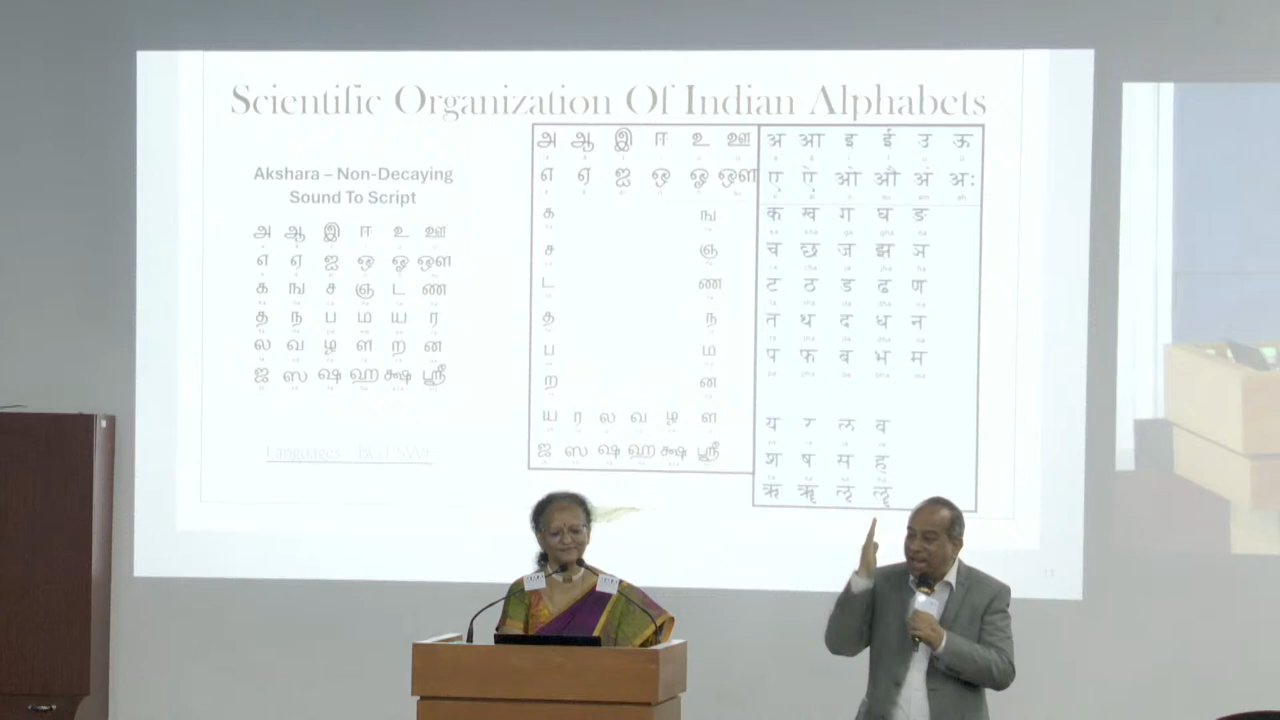 Scientific Organization Of Indian Alphabets
Akshara – Non-Decaying
Sound To Script
அ ஆ இ ஈ உ ஊ
எ ஏ ஐ ஒ ஓ ஔ
க ங ச ஞ ட ண
த ந ப ம ய ர
ல வ ழ ள ற ன
ஜ ஸ ஷ ஹ க்ஷ ஸ்ரீ
அ ஆ இ ஈ உ ஊ
எ ஏ ஐ ஒ ஓ ஔ
க ங
ச ஞ
ட ண
த ந
ப ம
ற ன
ய ர ல வ ழ ள
ஜ ஸ ஷ ஹ க்ஷ ஸ்ரீ
अ आ इ ई उ ऊ
ए ऐ ओ औ अं अः
क ख ग घ ङ
च छ ज झ ञ
ट ठ ड ढ ण
त थ द ध न
प फ ब भ म
य र ल व
श ष स ह
ऋ ॠ ऌ ॡ